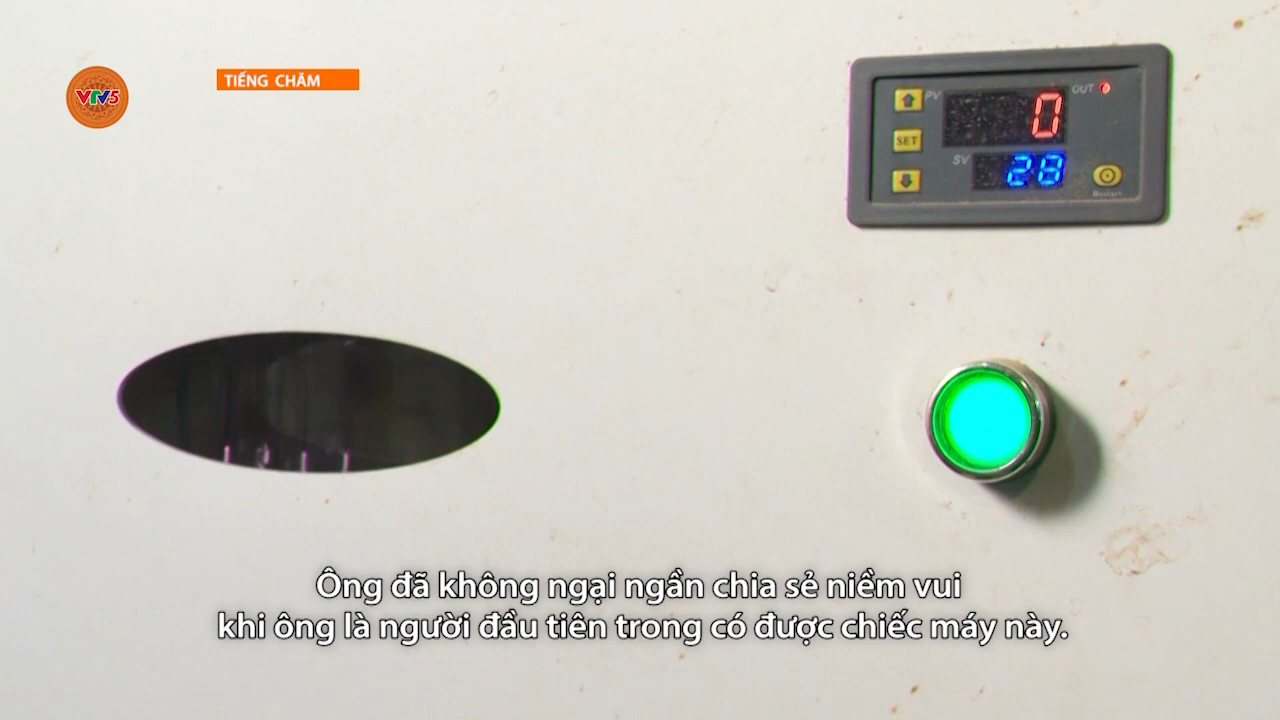 VTV5
TIẾNG CHĂM
PV
0
OUT
SET
SV
28
Restart
Ông đã không ngại ngần chia sẻ niềm vui
khi ông là người đầu tiên trong có được chiếc máy này.